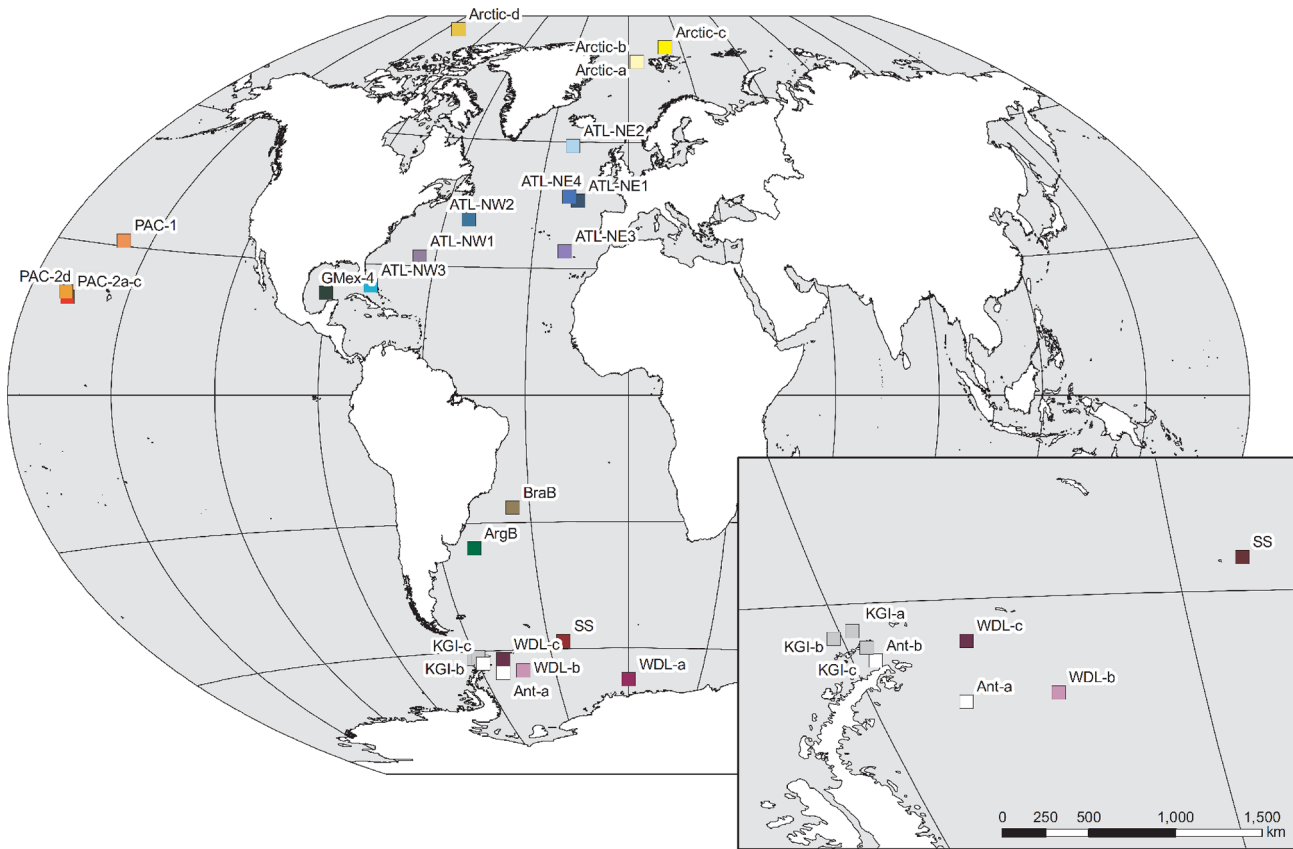 Arctic-d
Arctic-b
Arctic-c
Arctic-a
ATL-NE2
ATL-NE4
ATL-NE1
ATL-NW2
PAC-1
ATL-NW1
ATL-NE3
ATL-NW3
PAC-2d
PAC-2a-c
GMex-4
BraB
ArgB
SS
KGI-c
WDL-c
KGI-b
WDL-b
WDL-a
Ant-a
SS
KGI-a
KGI-b
Ant-b
WDL-c
KGI-c
Ant-a
WDL-b
0 250 500 1,000 1,500
km